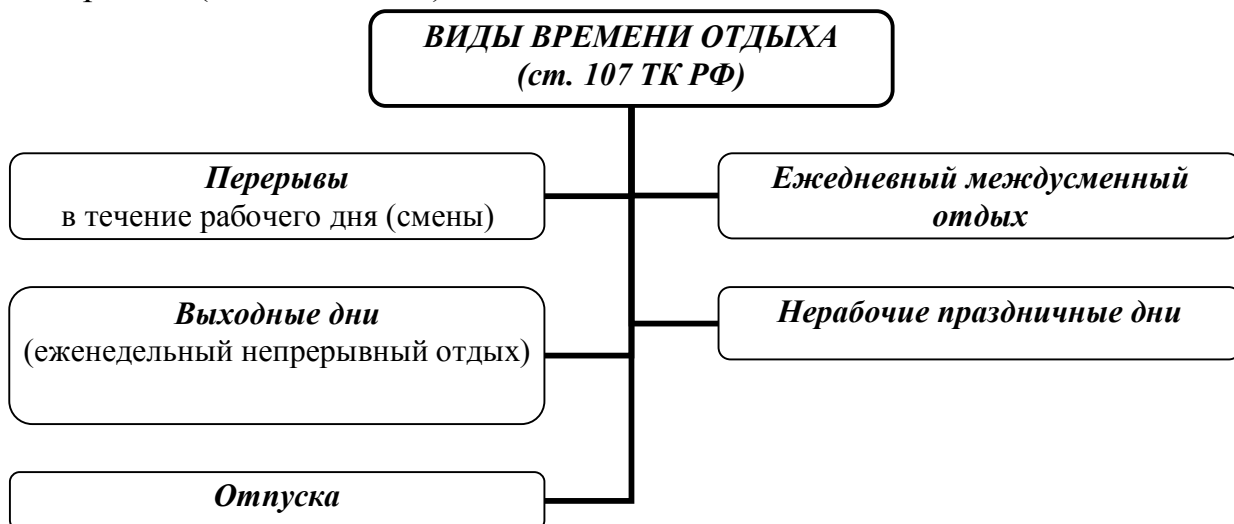 ВИДЫ ВРЕМЕНИ ОТДЫХА
(ст. 107 ТК РФ)
Перерывы
в течение рабочего дня (смены)
Ежедневный междусменный
отдых
Выходные дни
(еженедельный непрерывный отдых)
Нерабочие праздничные дни
Отпуска